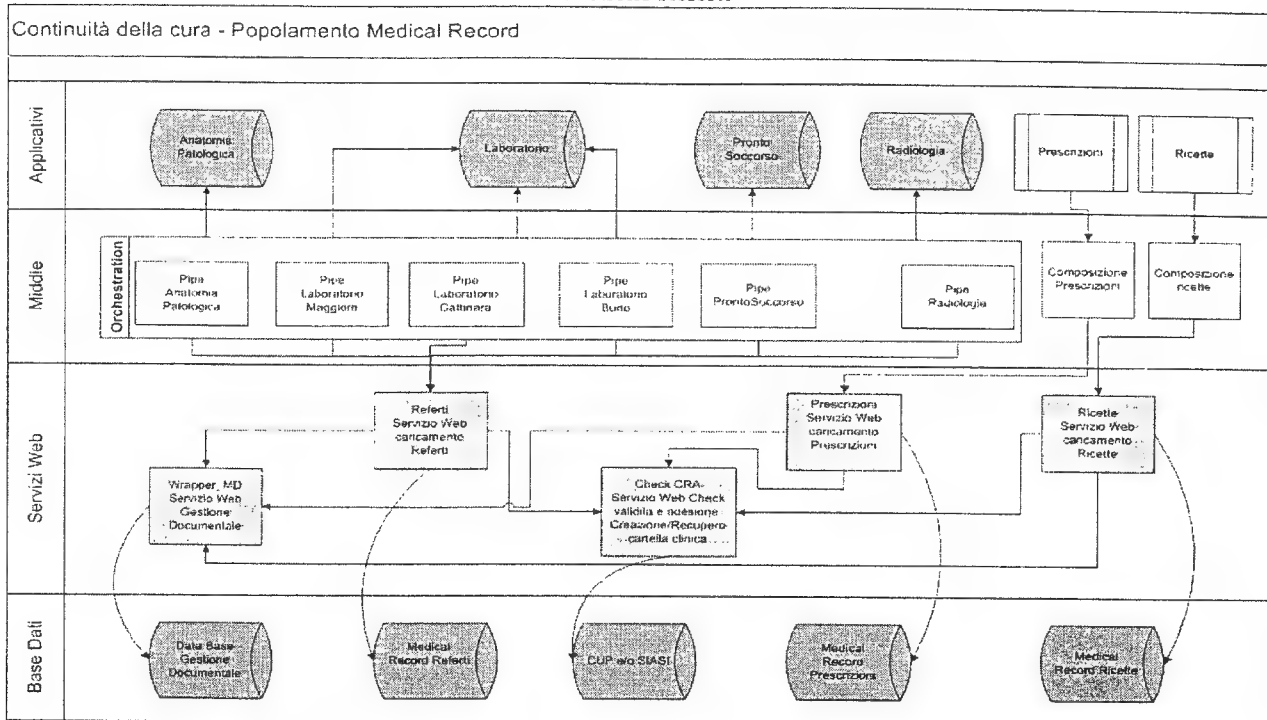 Continuità della cura - Popolamento Medical Record
Applicativi
Anatomia
Patologica
Laboratorio
Pronto
Soccorso
Radiologia
Prescrizioni
Ricette
Middle
Orchestration
Pipe
Anatomia
Patologica
Pipe
Laboratorio
Maggiore
Pipe
Laboratorio
Cattinara
Pipe
Laboratorio
Burlo
Pipe
ProntoSoccorso
Pipe
Radiologia
Composizione
Prescrizioni
Composizione
ricette
Servizi Web
Referti
Servizio Web
caricamento
Referti
Prescrizioni
Servizio Web
caricamento
Prescrizioni
Ricette
Servizio Web
caricamento
Ricette
Wrapper_MD
Servizio Web
Gestione
Documentale
Check CRA
Servizio Web Check
validità e adesione
Creazione/Recupero
cartella clinica
Base Dati
Data Base
Gestione
Documentale
Medical
Record Referti
CUP e/o SIASI
Medical
Record
Prescrizioni
Medical
Record Ricette